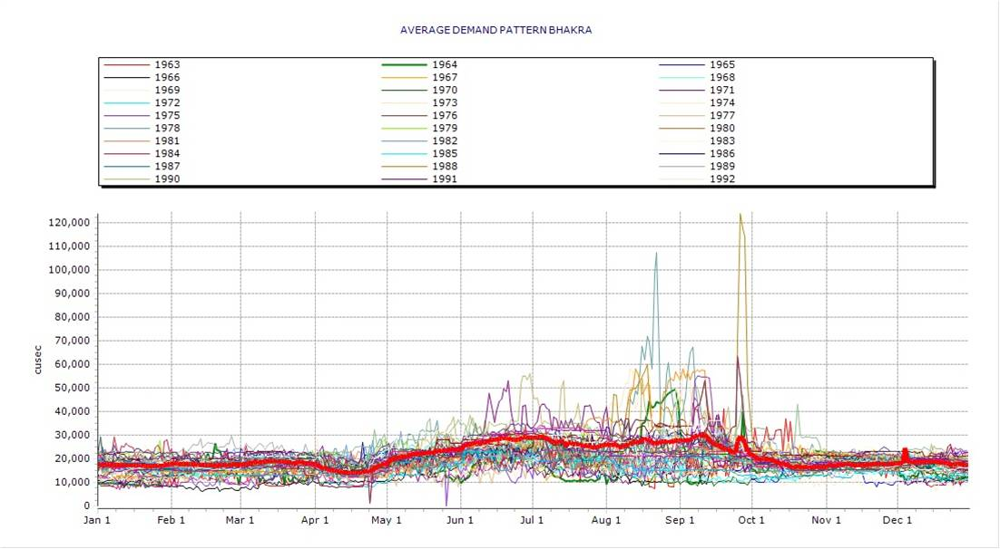 AVERAGE DEMAND PATTERN BHAKRA
1963 1964 1965
1966 1967 1968
1969 1970 1971
1972 1973 1974
1975 1976 1977
1978 1979 1980
1981 1982 1983
1984 1985 1986
1987 1988 1989
1990 1991 1992
120,000
110,000
100,000
90,000
80,000
70,000
60,000
50,000
40,000
30,000
20,000
10,000
0
cusec
Jan 1 Feb 1 Mar 1 Apr 1 May 1 Jun 1 Jul 1 Aug 1 Sep 1 Oct 1 Nov 1 Dec 1